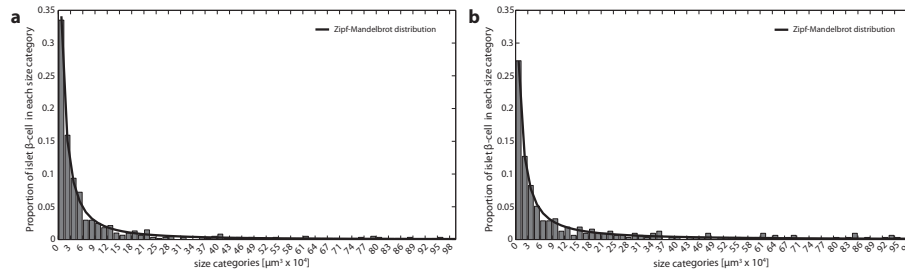 a
Zipf-Mandelbrot distribution
Proportion of islet β-cell in each size category
0.35
0.3
0.25
0.2
0.15
0.1
0.05
0
0 3 6 9 12 15 18 21 25 28 31 34 37 40 43 46 49 52 55 58 61 64 67 70 73 77 80 83 86 89 92 95 98
size categories [µm³ x 10⁴]
b
Zipf-Mandelbrot distribution
Proportion of islet β-cell in each size category
0.35
0.3
0.25
0.2
0.15
0.1
0.05
0
0 3 6 9 12 15 18 21 25 28 31 34 37 40 43 46 49 52 55 58 61 64 67 71 74 77 80 83 86 89 92 95
size categories [µm³ x 10⁴]